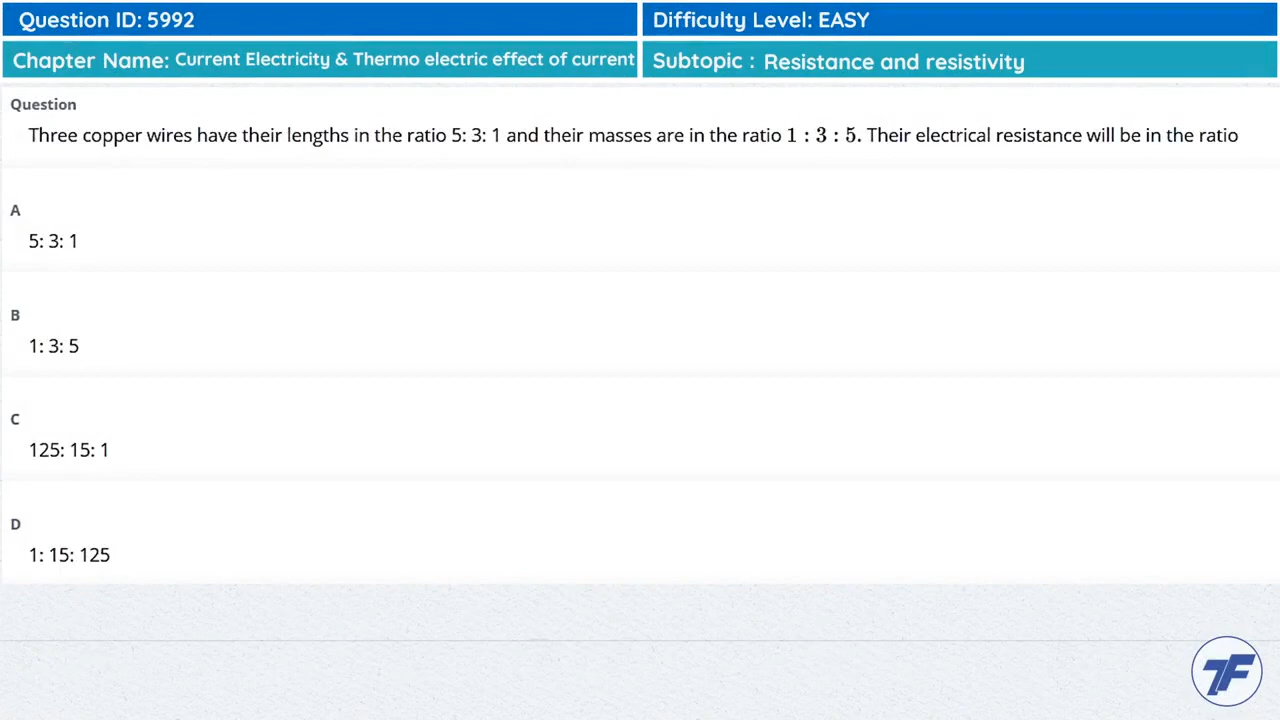 Question ID: 5992
Difficulty Level: EASY
Chapter Name: Current Electricity & Thermo electric effect of current
Subtopic : Resistance and resistivity
Question
Three copper wires have their lengths in the ratio 5: 3: 1 and their masses are in the ratio 1 : 3 : 5. Their electrical resistance will be in the ratio
A
5: 3: 1
B
1: 3: 5
C
125: 15: 1
D
1: 15: 125
7F